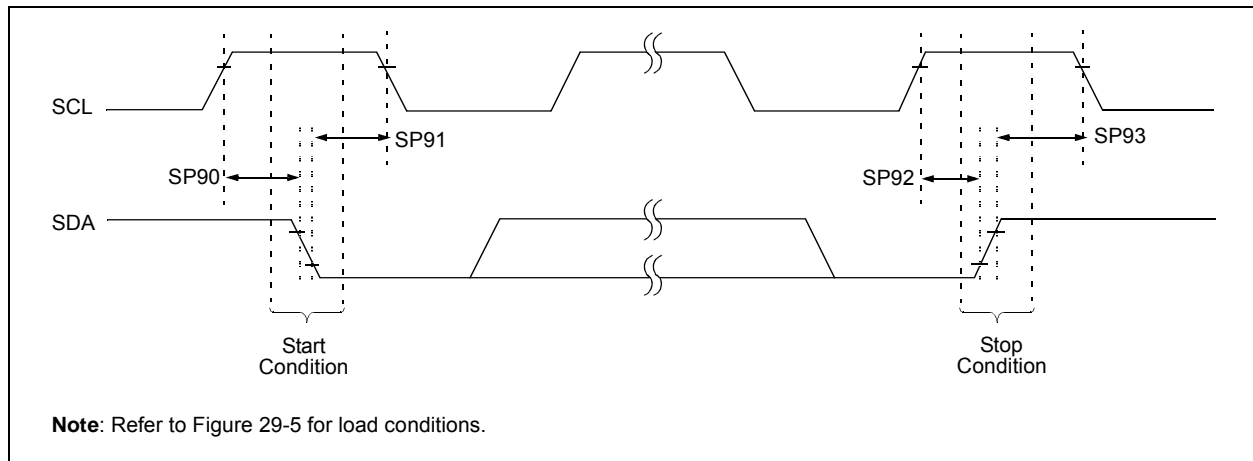 SCL
SP91
SP93
SP90
SP92
SDA
Start
Condition
Stop
Condition
Note: Refer to Figure 29-5 for load conditions.